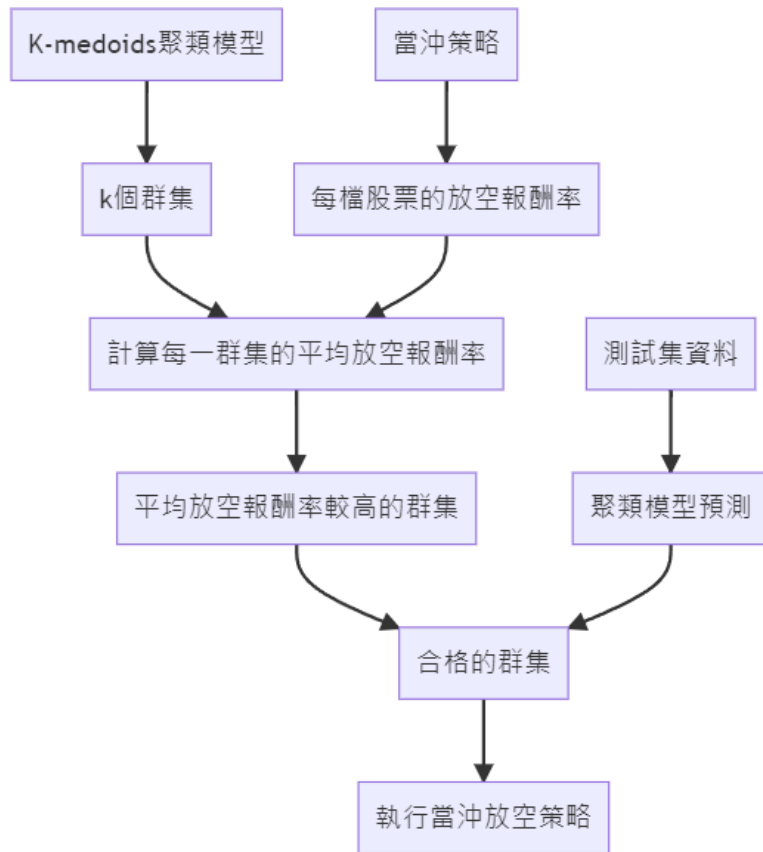 K-medoids聚類模型
當沖策略
k個群集
每檔股票的放空報酬率
計算每一群集的平均放空報酬率
測試集資料
平均放空報酬率較高的群集
聚類模型預測
合格的群集
執行當沖放空策略